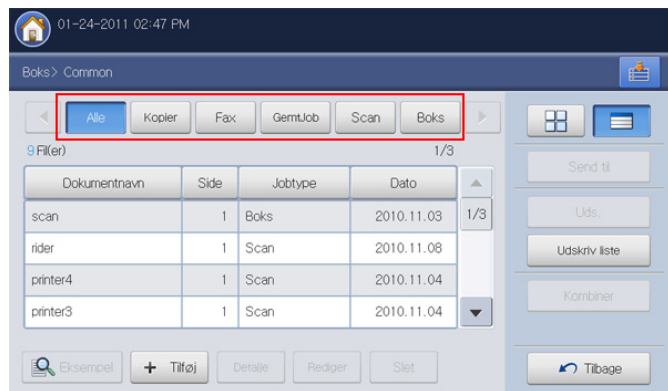 01-24-2011 02:47 PM
Boks> Common
Alle Kopier Fax GemtJob Scan Boks
9 Fil(er) 1/3
Dokumentnavn Side Jobtype Dato
scan 1 Boks 2010.11.03 1/3
rider 1 Scan 2010.11.08
printer4 1 Scan 2010.11.04
printer3 1 Scan 2010.11.04
Eksempel + Tilføj Detalje Rediger Slet
Send til
Uds.
Udskriv liste
Kombiner
Tilbage